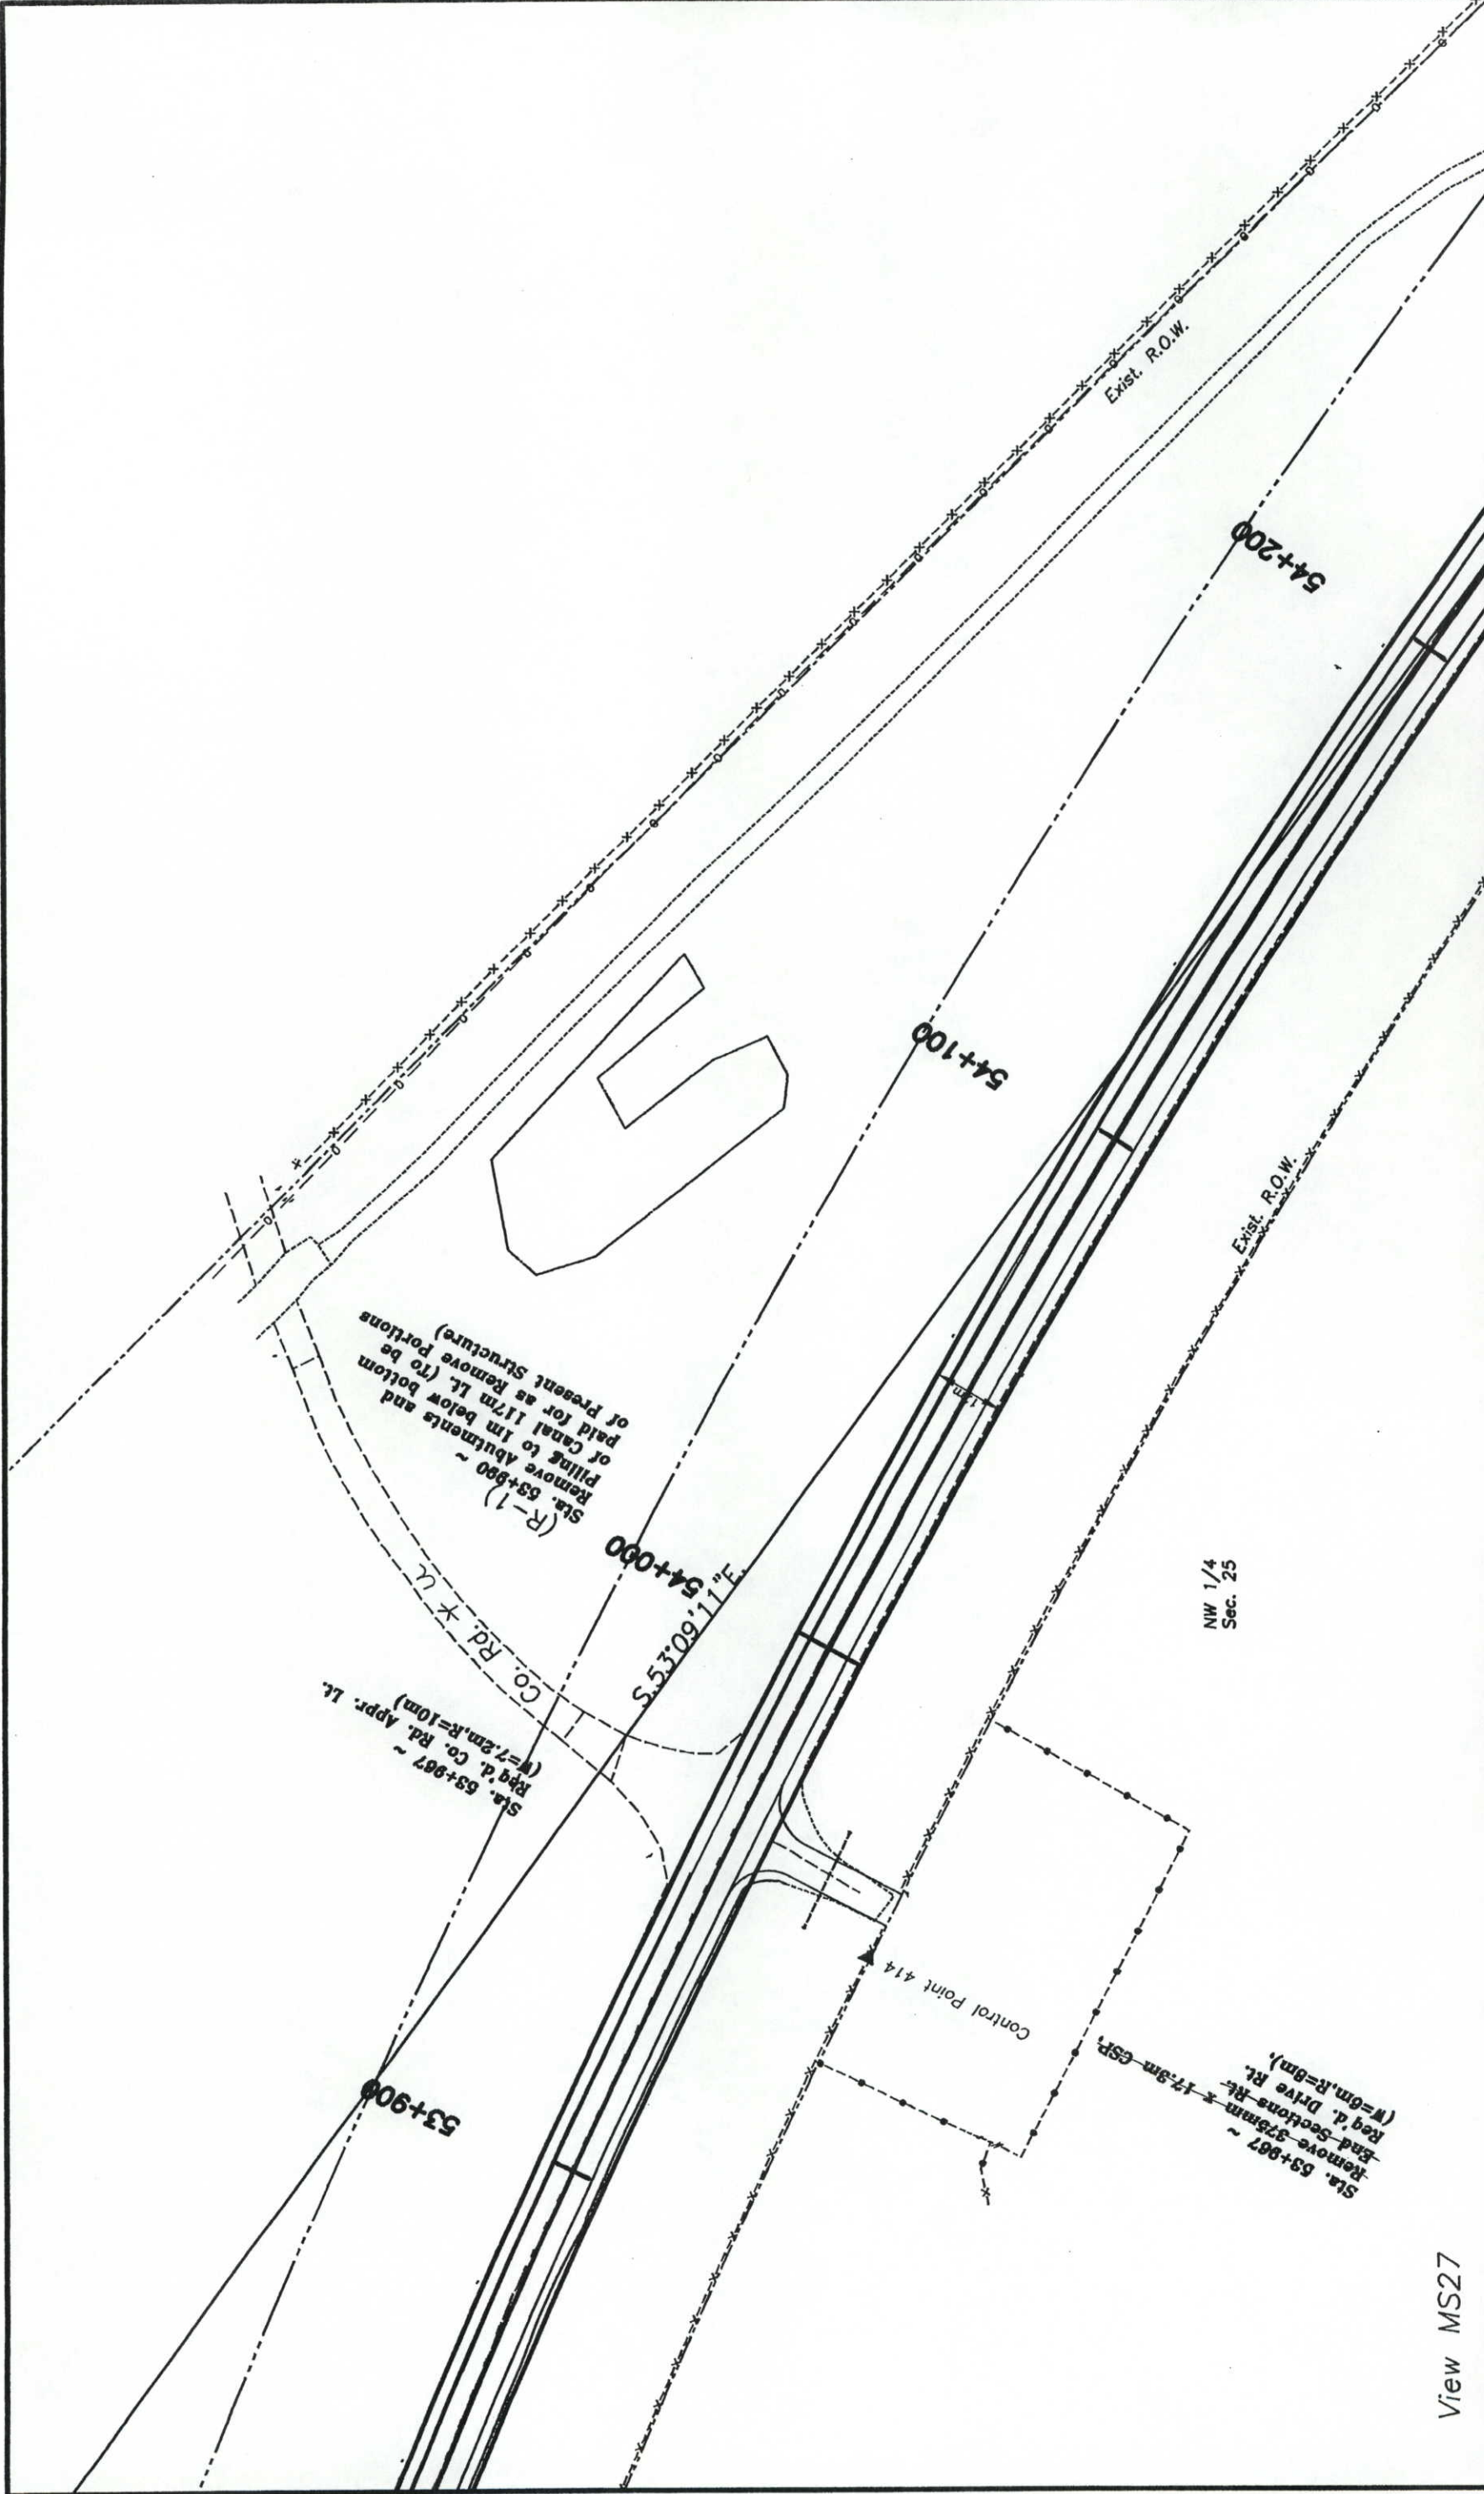 Exist. R.O.W.
54+200
54+100
Exist. R.O.W.
(R-1)
Sta. 53+990 ~
Remove Abutments and
Piling to 1m below bottom
of Canal 117m Lt. (To be
paid for as Remove Portions
of Present Structure)
54+000
S.53°09'11"E.
Co. Rd.
Sta. 53+967 ~
Req'd. Co. Rd. Appr. Lt.
(W=7.2m,R=10m)
12m
NW 1/4
Sec. 25
53+900
Control Point 414
Sta. 53+967 ~
Remove 375mm x 17.3m CSP,
End Sections Rt.
Req'd. Drive Rt.
(W=6m,R=8m).
View MS27